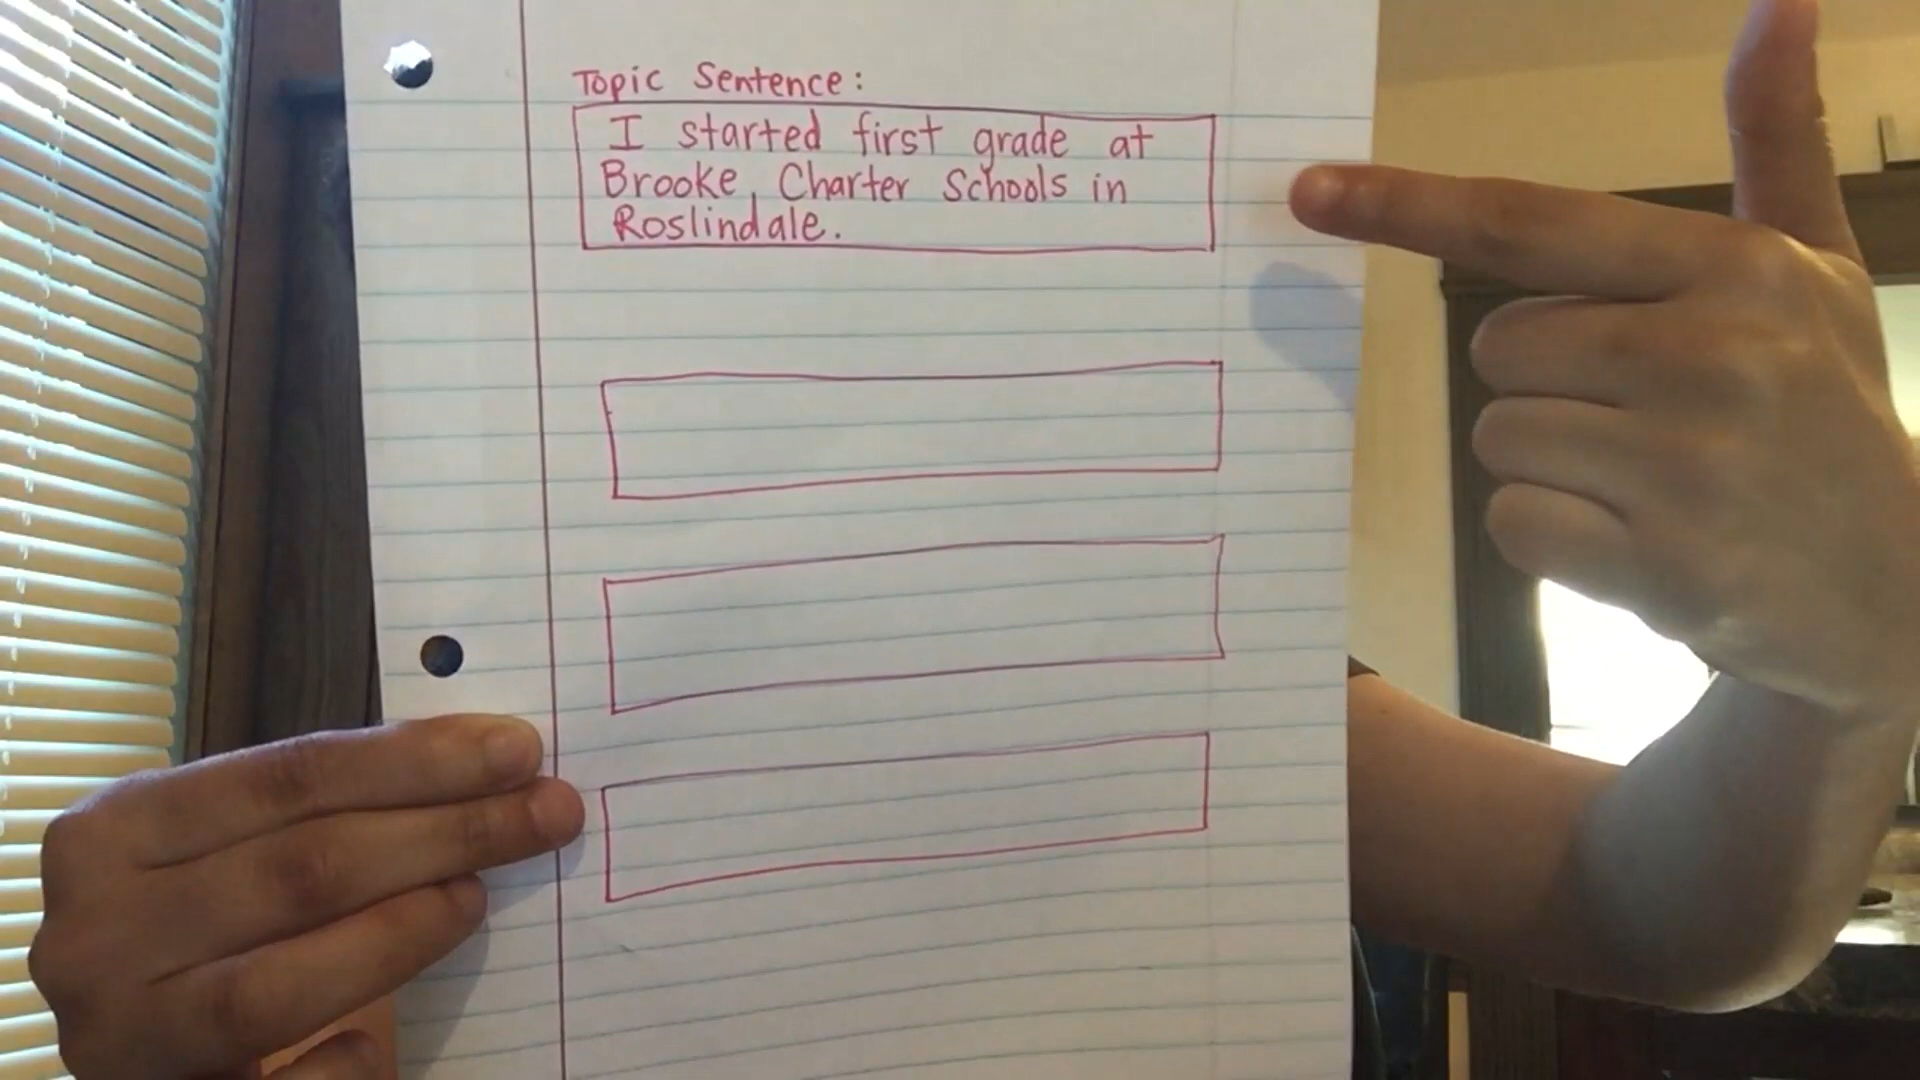 Topic Sentence:
I started first grade at
Brooke Charter Schools in
Roslindale.